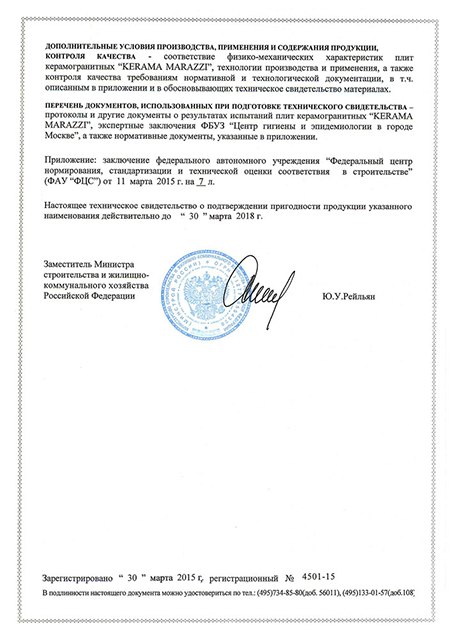 ДОПОЛНИТЕЛЬНЫЕ УСЛОВИЯ ПРОИЗВОДСТВА, ПРИМЕНЕНИЯ И СОДЕРЖАНИЯ ПРОДУКЦИИ,
КОНТРОЛЯ КАЧЕСТВА - соответствие физико-механических характеристик плит
керамогранитных "KERAMA MARAZZI", технологии производства и применения, а также
контроля качества требованиям нормативной и технологической документации, в т.ч.
описанным в приложении и в обосновывающих техническое свидетельство материалах.
ПЕРЕЧЕНЬ ДОКУМЕНТОВ, ИСПОЛЬЗОВАННЫХ ПРИ ПОДГОТОВКЕ ТЕХНИЧЕСКОГО СВИДЕТЕЛЬСТВА –
протоколы и другие документы о результатах испытаний плит керамогранитных "KERAMA
MARAZZI", экспертные заключения ФБУЗ "Центр гигиены и эпидемиологии в городе
Москве", а также нормативные документы, указанные в приложении.
Приложение: заключение федерального автономного учреждения "Федеральный центр
нормирования, стандартизации и технической оценки соответствия в строительстве"
(ФАУ "ФЦС") от 11 марта 2015 г. на 7 л.
Настоящее техническое свидетельство о подтверждении пригодности продукции указанного
наименования действительно до " 30 " марта 2018 г.
Заместитель Министра
строительства и жилищно-
коммунального хозяйства
Российской Федерации
Ю.У.Рейльян
Зарегистрировано " 30 " марта 2015 г, регистрационный № 4501-15
В подлинности настоящего документа можно удостовериться по тел.: (495)734-85-80(доб. 56011), (495)133-01-57(доб.108)